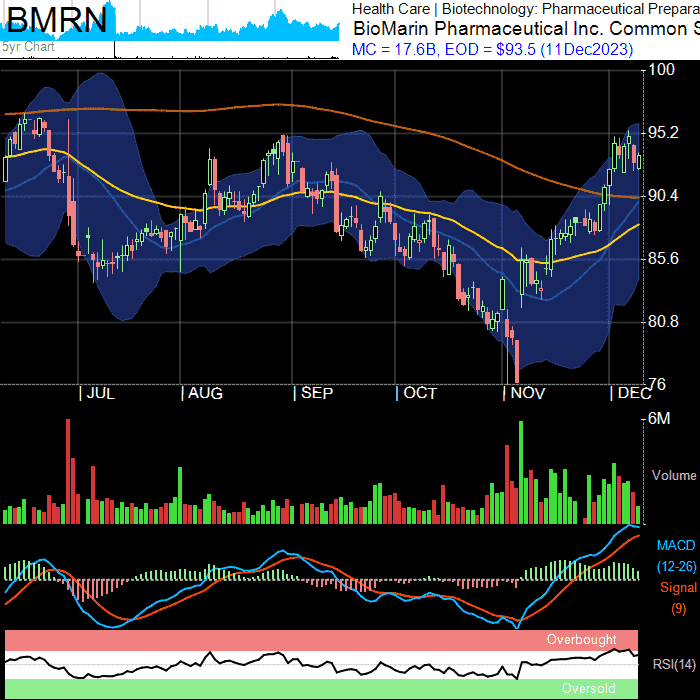 BMRN
5yr Chart
Health Care | Biotechnology: Pharmaceutical Prepara
BioMarin Pharmaceutical Inc. Common S
MC = 17.6B, EOD = $93.5 (11Dec2023)
100
95.2
90.4
85.6
80.8
76
| JUL | AUG | SEP | OCT | NOV | DEC
6M
Volume
MACD
(12-26)
Signal
(9)
Overbought
RSI(14)
Oversold